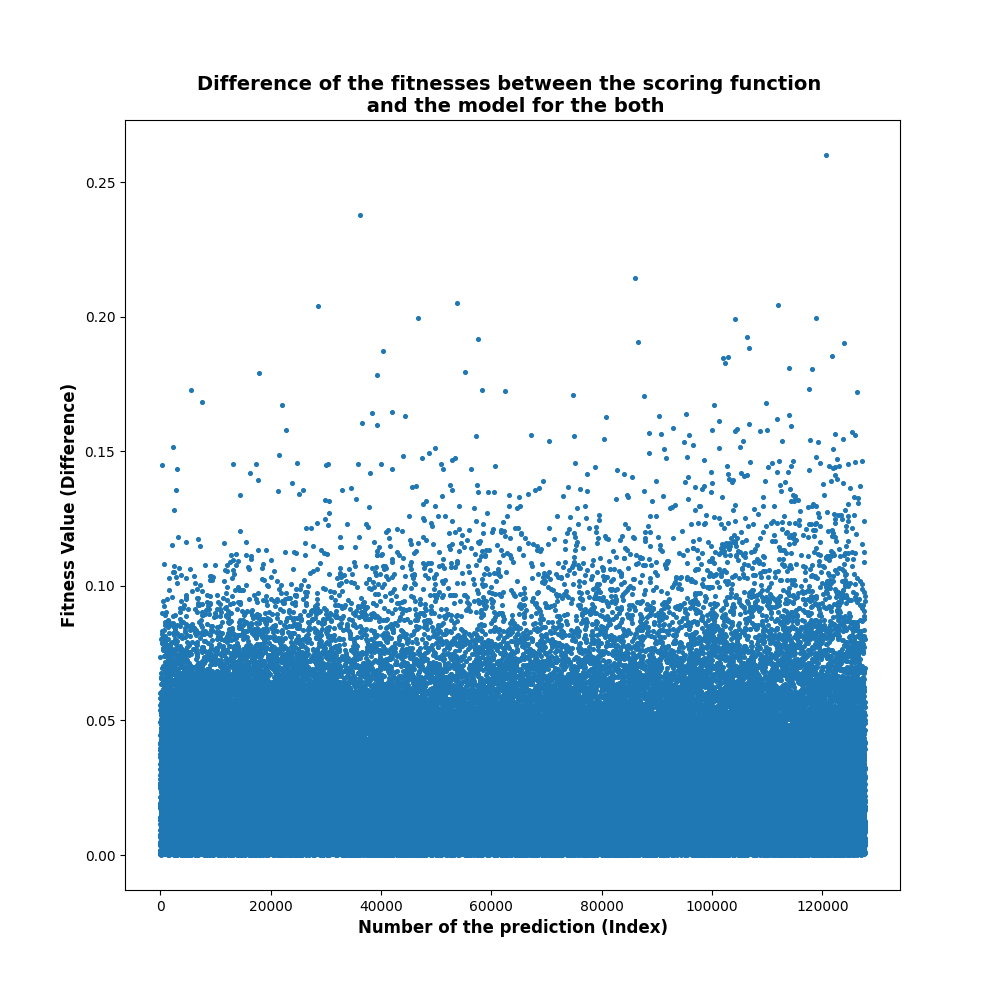 Difference of the fitnesses between the scoring function
and the model for the both
0.25
0.20
0.15
0.10
0.05
0.00
Fitness Value (Difference)
0 20000 40000 60000 80000 100000 120000
Number of the prediction (Index)